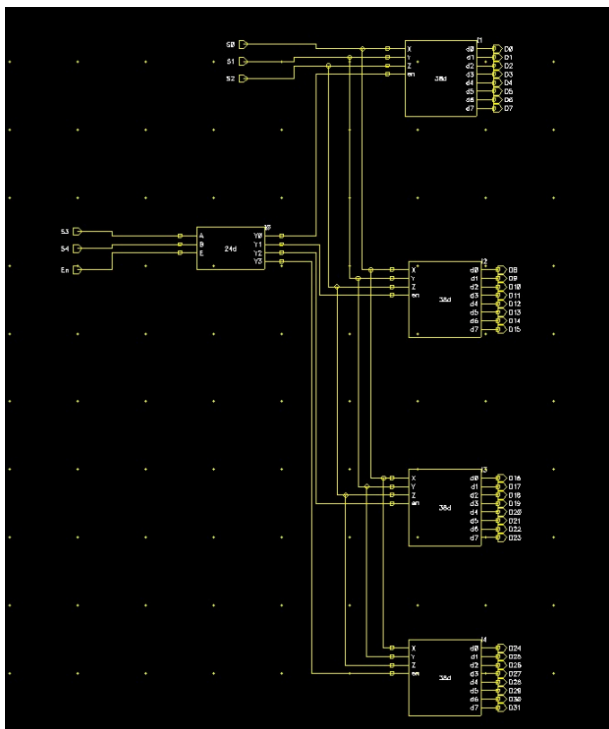 J1
S0 X d0 D0
S1 Y d1 D1
S2 Z d2 D2
en d3 D3
38d d4 D4
d5 D5
d6 D6
d7 D7
S3 A Y0
S4 B 24d Y1
En E Y2
Y3
J2
X d0 D8
Y d1 D9
Z d2 D10
en d3 D11
38d d4 D12
d5 D13
d6 D14
d7 D15
J3
X d0 D16
Y d1 D17
Z d2 D18
en d3 D19
38d d4 D20
d5 D21
d6 D22
d7 D23
J4
X d0 D24
Y d1 D25
Z d2 D26
en d3 D27
38d d4 D28
d5 D29
d6 D30
d7 D31